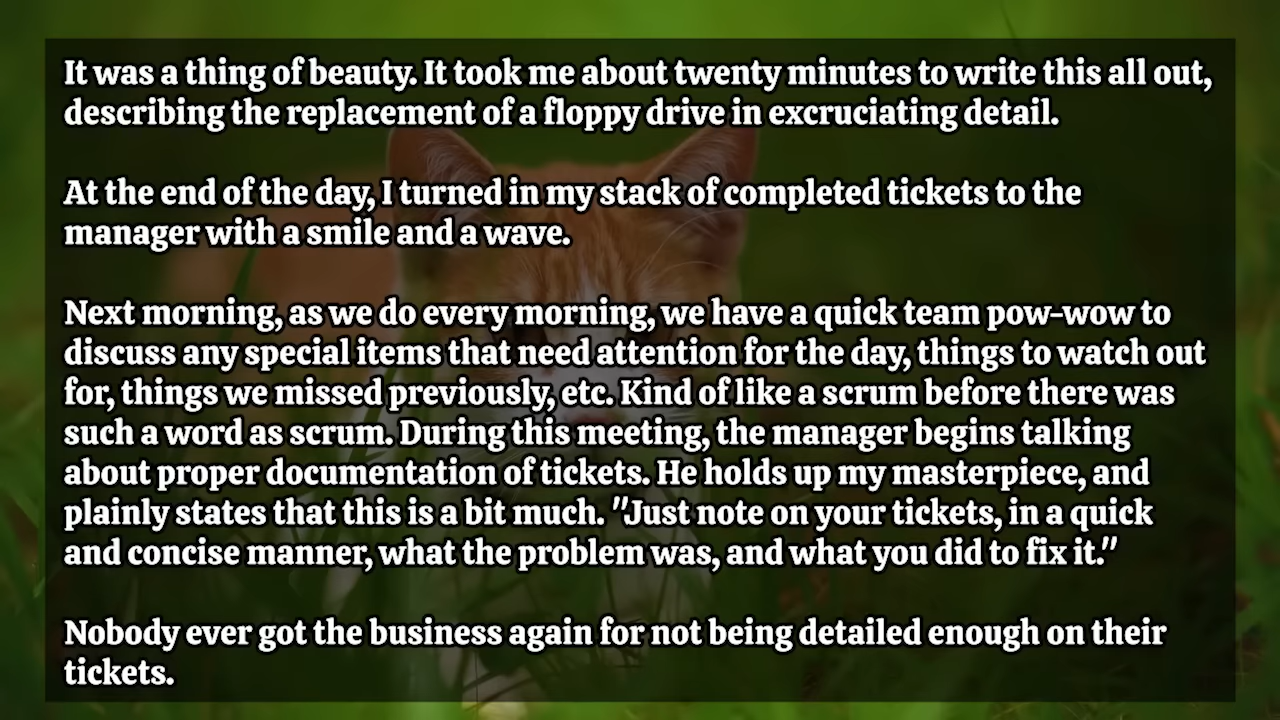 It was a thing of beauty. It took me about twenty minutes to write this all out,
describing the replacement of a floppy drive in excruciating detail.
At the end of the day, I turned in my stack of completed tickets to the
manager with a smile and a wave.
Next morning, as we do every morning, we have a quick team pow-wow to
discuss any special items that need attention for the day, things to watch out
for, things we missed previously, etc. Kind of like a scrum before there was
such a word as scrum. During this meeting, the manager begins talking
about proper documentation of tickets. He holds up my masterpiece, and
plainly states that this is a bit much. "Just note on your tickets, in a quick
and concise manner, what the problem was, and what you did to fix it."
Nobody ever got the business again for not being detailed enough on their
tickets.